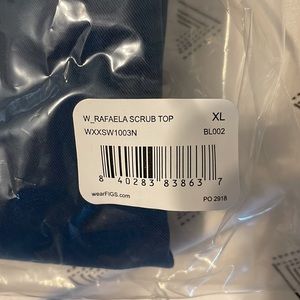 W_RAFAELA SCRUB TOP XL
WXXSW1003N BL002
8 40283 83863 7
wearFIGS.com PO 2918